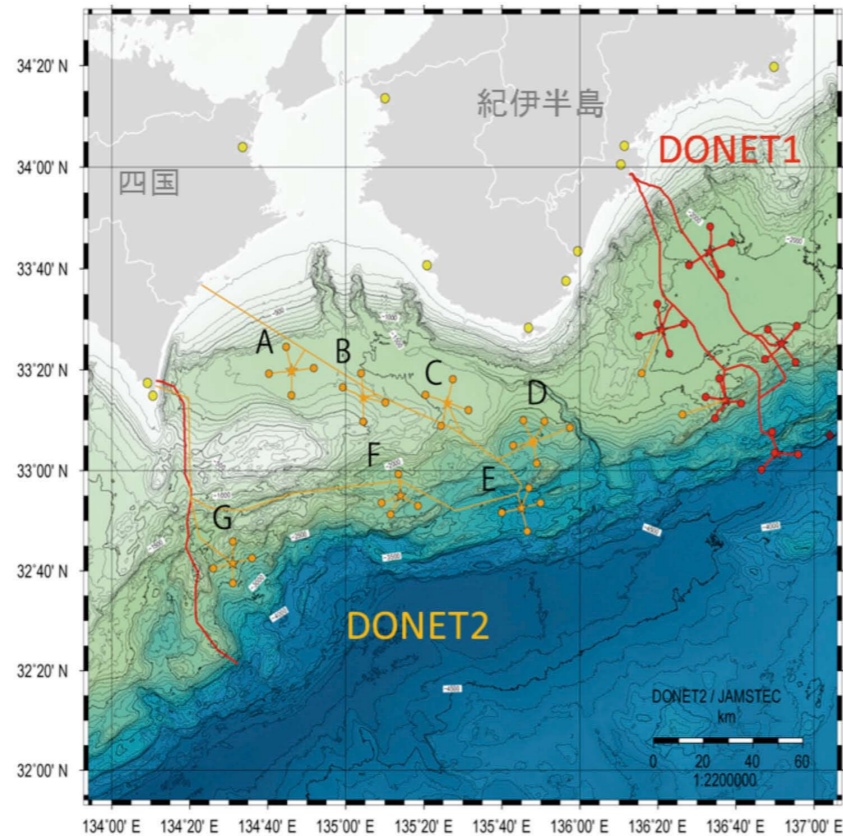 34°20' N
34°00' N
33°40' N
33°20' N
33°00' N
32°40' N
32°20' N
32°00' N
紀伊半島
DONET1
四国
A
B
C
D
F
E
G
DONET2
DONET2 / JAMSTEC
km
0 20 40 60
1:2200000
134°00' E 134°20' E 134°40' E 135°00' E 135°20' E 135°40' E 136°00' E 136°20' E 136°40' E 137°00' E